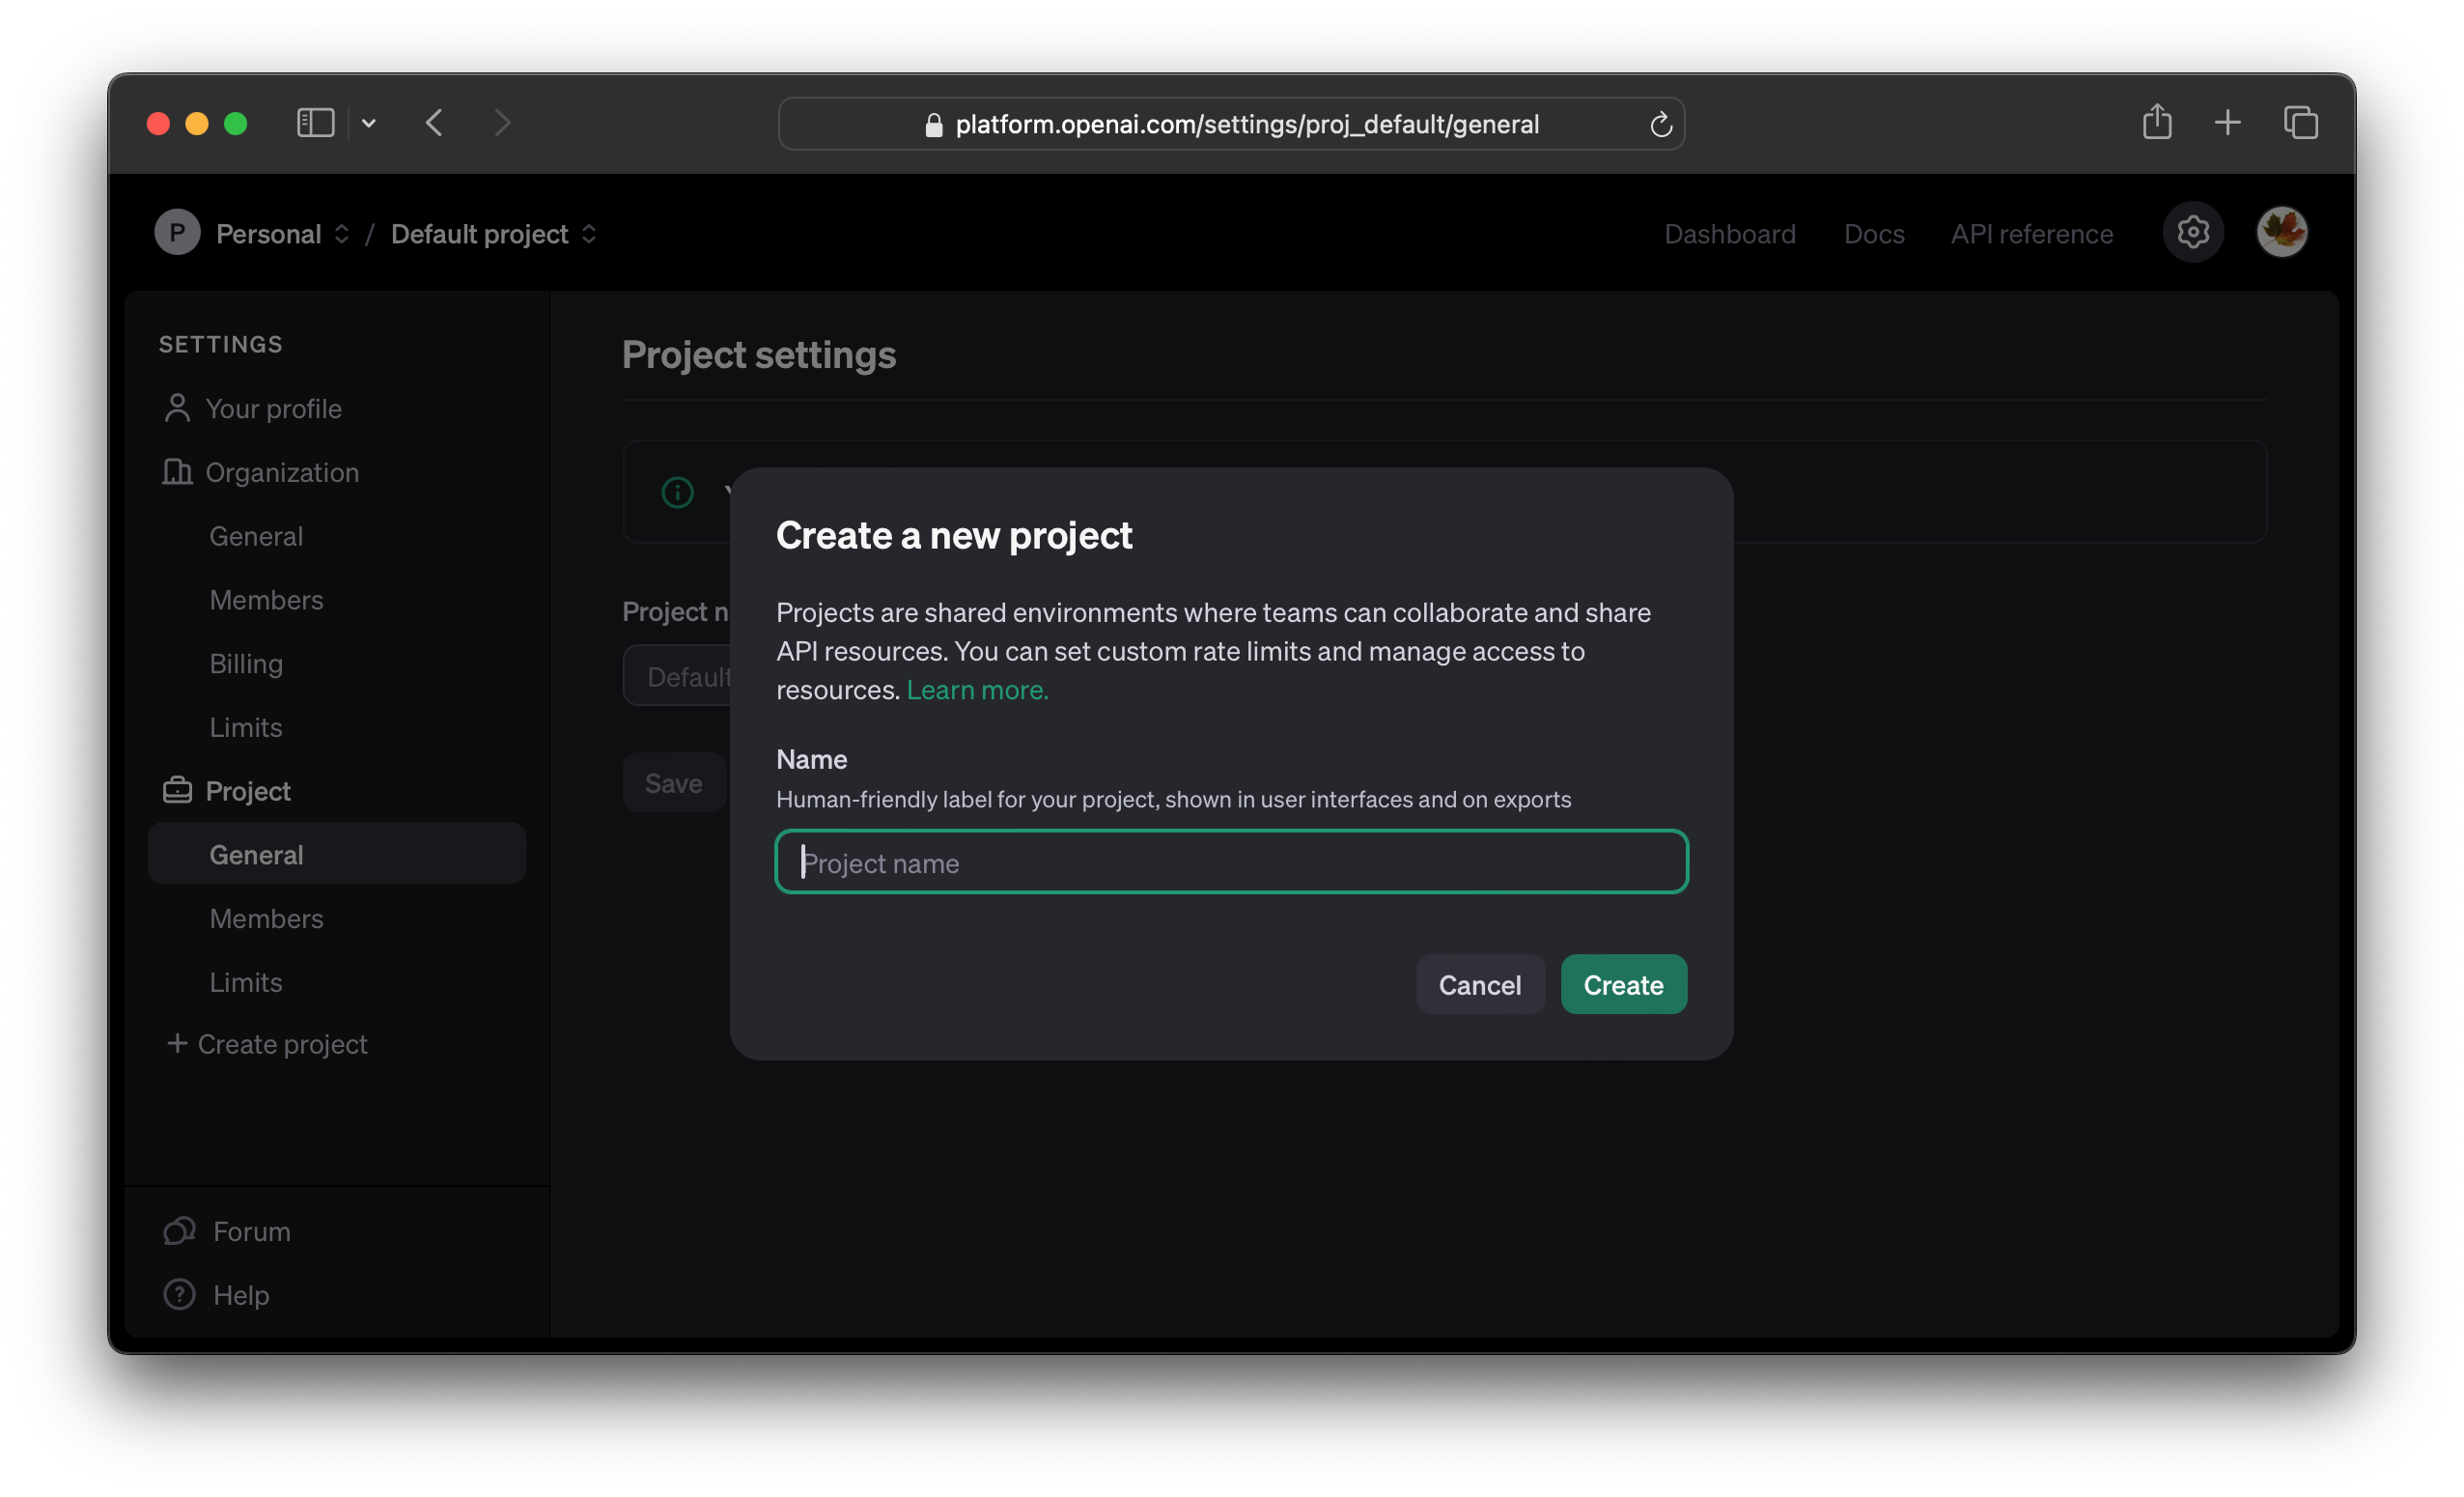 platform.openai.com/settings/proj_default/general
P Personal / Default project
Dashboard Docs API reference
SETTINGS
Your profile
Organization
General
Members
Billing
Limits
Project
General
Members
Limits
+ Create project
Forum
Help
Project settings
Project n
Default
Save
Create a new project
Projects are shared environments where teams can collaborate and share
API resources. You can set custom rate limits and manage access to
resources. Learn more.
Name
Human-friendly label for your project, shown in user interfaces and on exports
Project name
Cancel Create